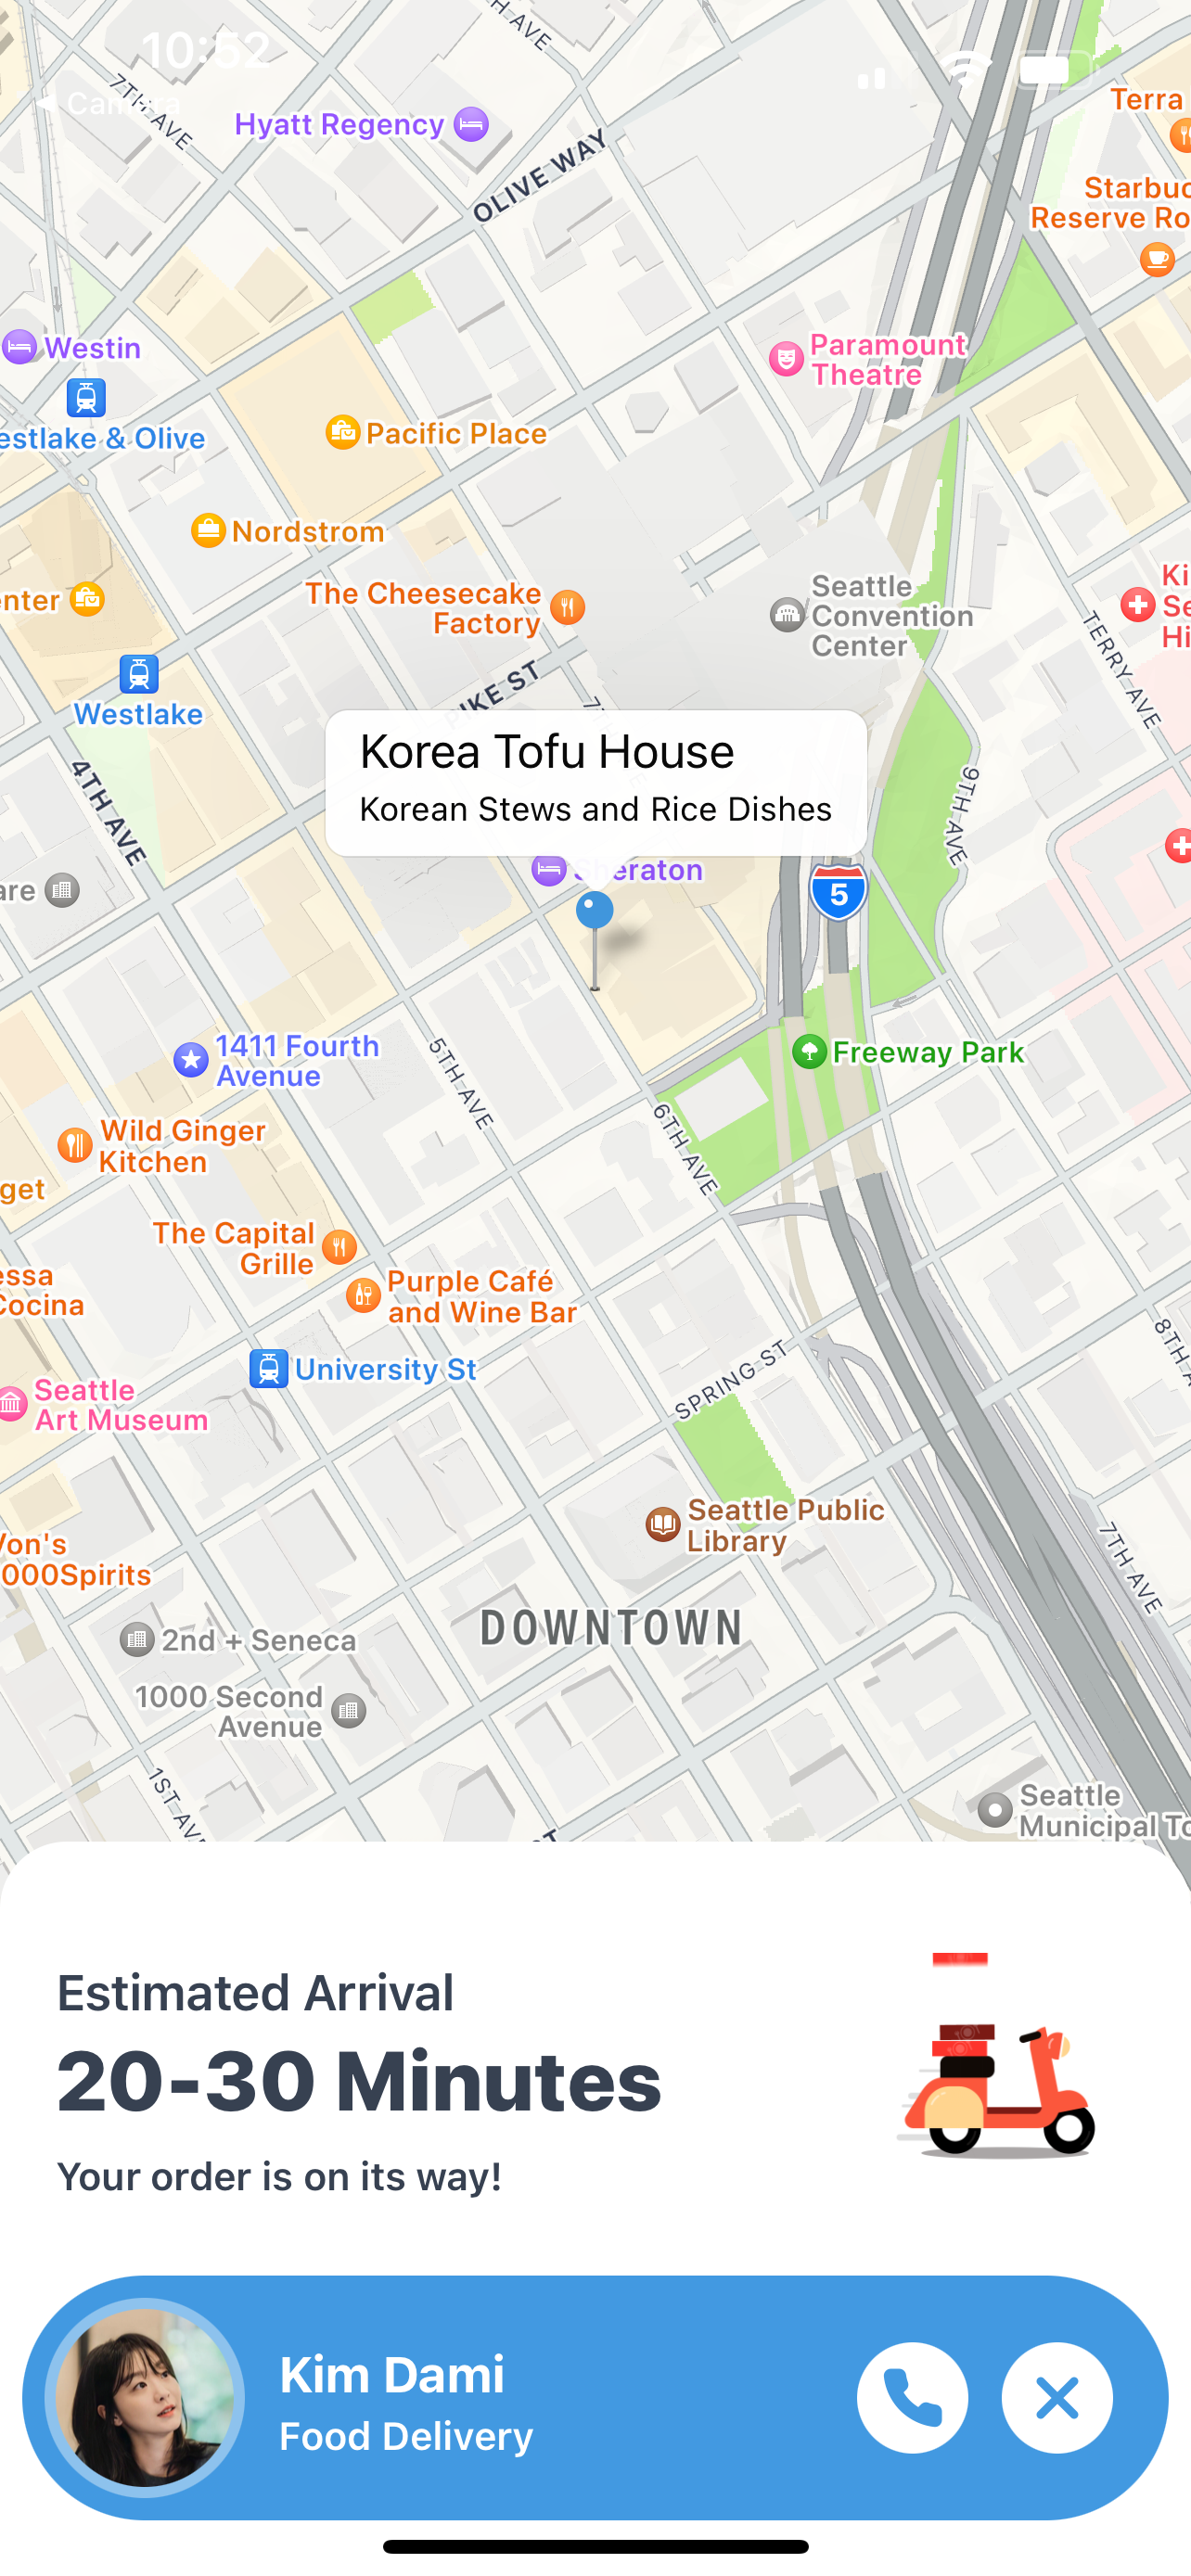 10:52
Camera
7TH AVE
H AVE
Hyatt Regency
OLIVE WAY
Terra
Starbuc
Reserve Ro
Westin
Paramount
Theatre
estlake & Olive
Pacific Place
Nordstrom
The Cheesecake
Factory
enter
Seattle
Convention
Center
Ki
Se
Hi
TERRY AVE
Westlake
PIKE ST
4TH AVE
Korea Tofu House
Korean Stews and Rice Dishes
9TH AVE
Sheraton
5
are
1411 Fourth
Avenue
5TH AVE
Freeway Park
Wild Ginger
Kitchen
6TH AVE
get
The Capital
Grille
essa
Cocina
Purple Café
and Wine Bar
University St
SPRING ST
8TH A
Seattle
Art Museum
Seattle Public
Library
Von's
000Spirits
7TH AVE
DOWNTOWN
2nd + Seneca
1000 Second
Avenue
1ST AVE
Seattle
Municipal To
Estimated Arrival
20-30 Minutes
Your order is on its way!
Kim Dami
Food Delivery